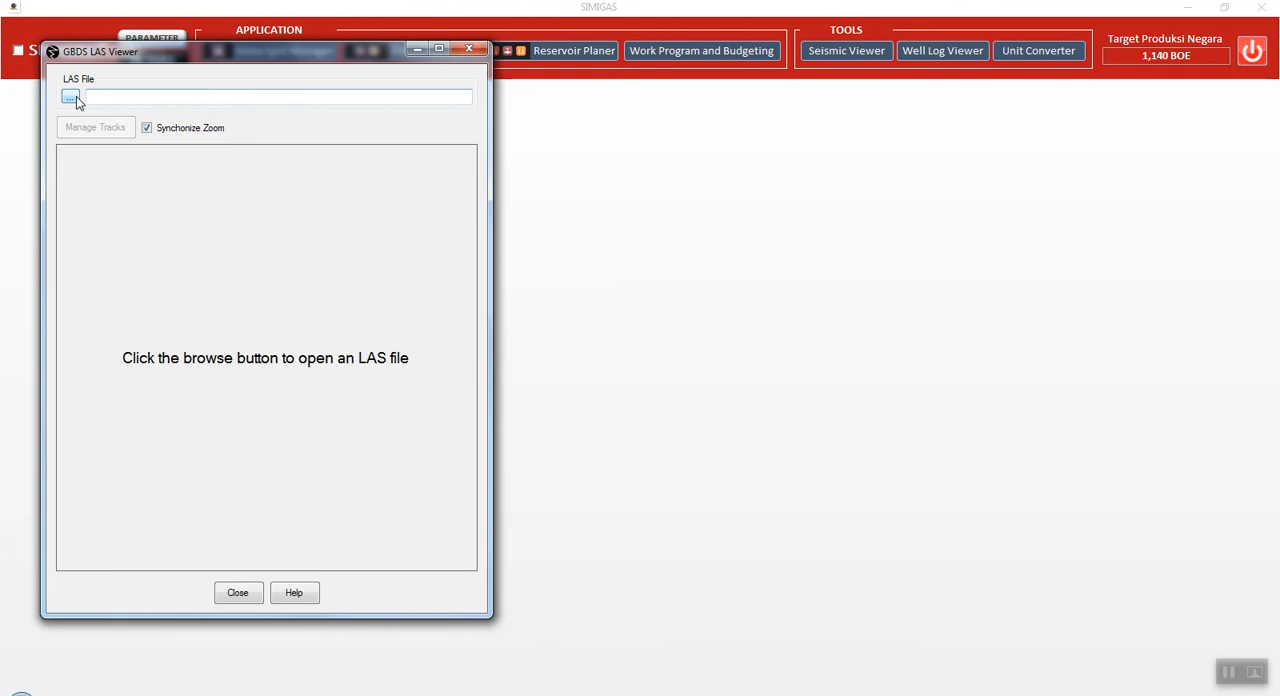 SIMIGAS
PARAMETER
APPLICATION
TOOLS
Reservoir Planer
Work Program and Budgeting
Seismic Viewer
Well Log Viewer
Unit Converter
Target Produksi Negara
1,140 BOE
GBDS LAS Viewer
LAS File
...
Manage Tracks
Synchonize Zoom
Click the browse button to open an LAS file
Close
Help